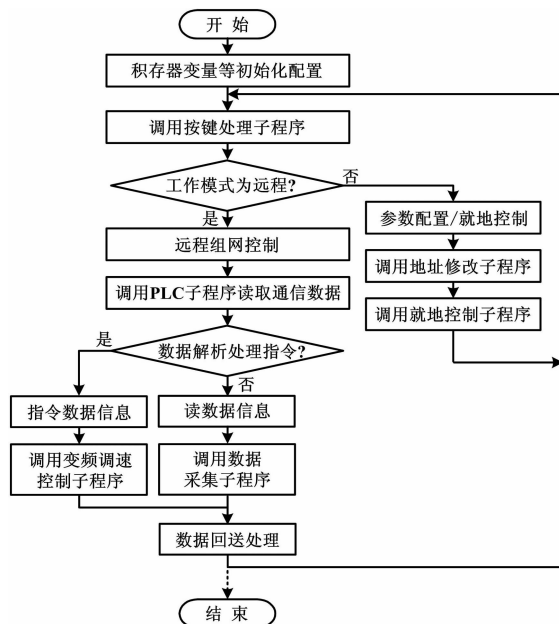 开 始
积存器变量等初始化配置
调用按键处理子程序
工作模式为远程?
否
是
参数配置/就地控制
远程组网控制
调用地址修改子程序
调用PLC子程序读取通信数据
调用就地控制子程序
是
数据解析处理指令?
否
指令数据信息
读数据信息
调用变频调速
控制子程序
调用数据
采集子程序
数据回送处理
结 束